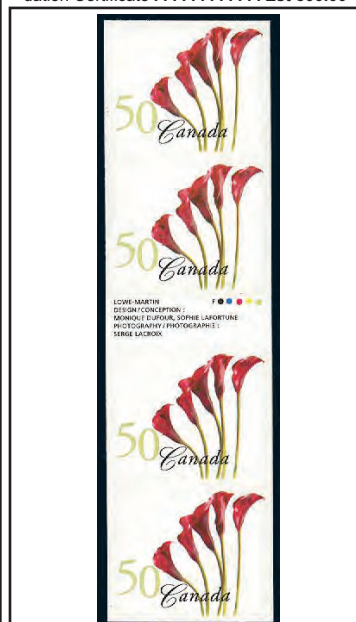 50
Canada
50
Canada
LOWE-MARTIN F
DESIGN/CONCEPTION :
MONIQUE DUFOUR, SOPHIE LAFORTUNE
PHOTOGRAPHY/PHOTOGRAPHIE :
SERGE LACROIX
50
Canada
50
Canada